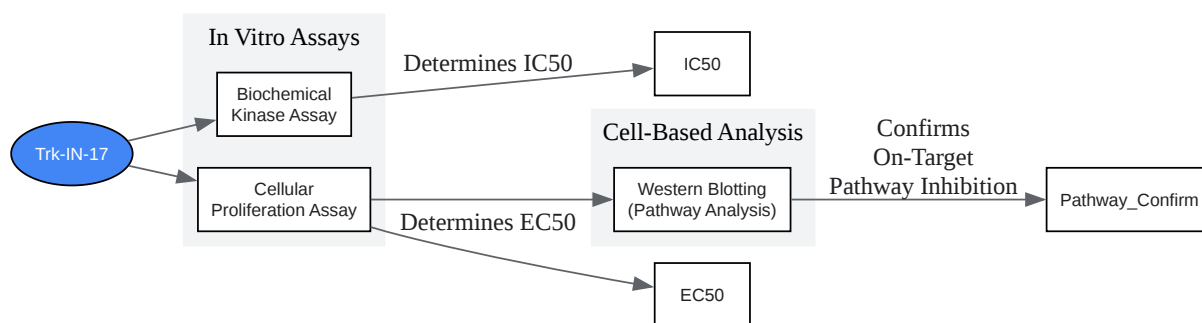 Trk-IN-17
In Vitro Assays
Biochemical
Kinase Assay
Cellular
Proliferation Assay
Determines IC50
IC50
Cell-Based Analysis
Western Blotting
(Pathway Analysis)
Determines EC50
EC50
Confirms
On-Target
Pathway Inhibition
Pathway_Confirm